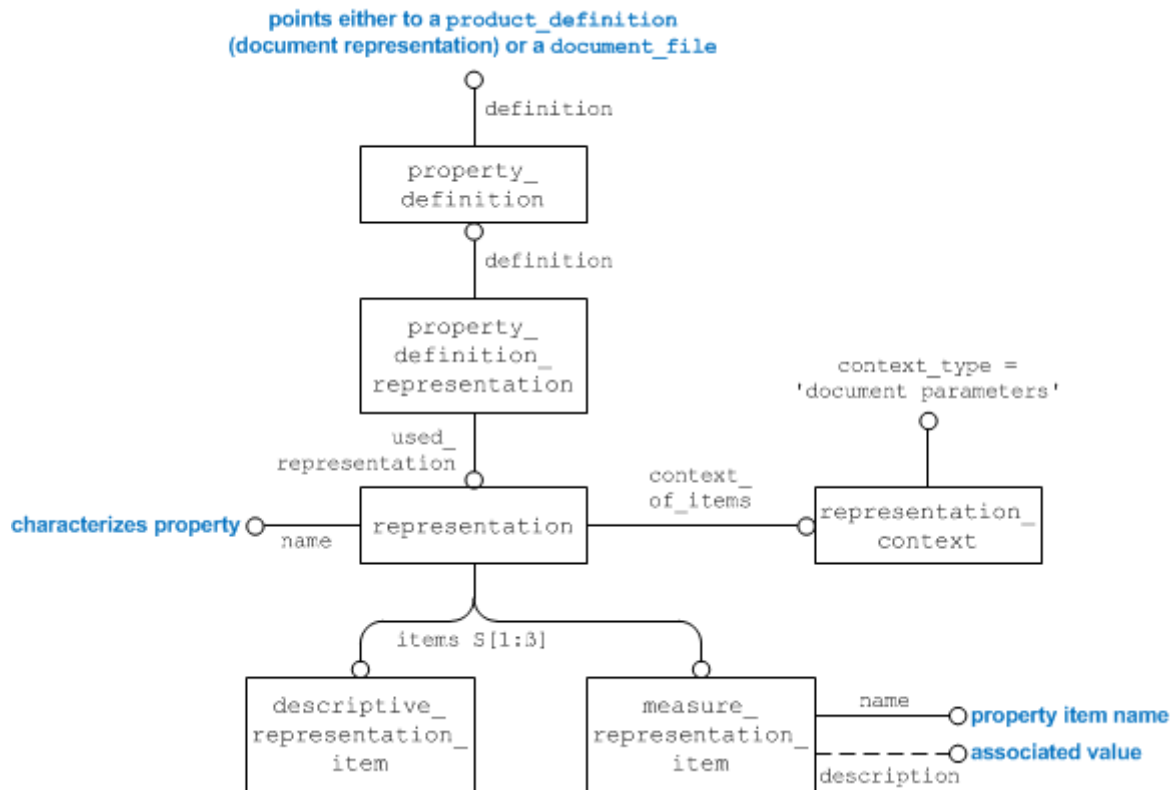 points either to a product_definition
(document representation) or a document_file
definition
property_
definition
definition
property_
definition_
representation
context_type =
'document parameters'
used_
representation
context_
of_items
characterizes property
name
representation
representation_
context
items S[1:3]
descriptive_
representation_
item
measure_
representation_
item
name
property item name
associated value
description